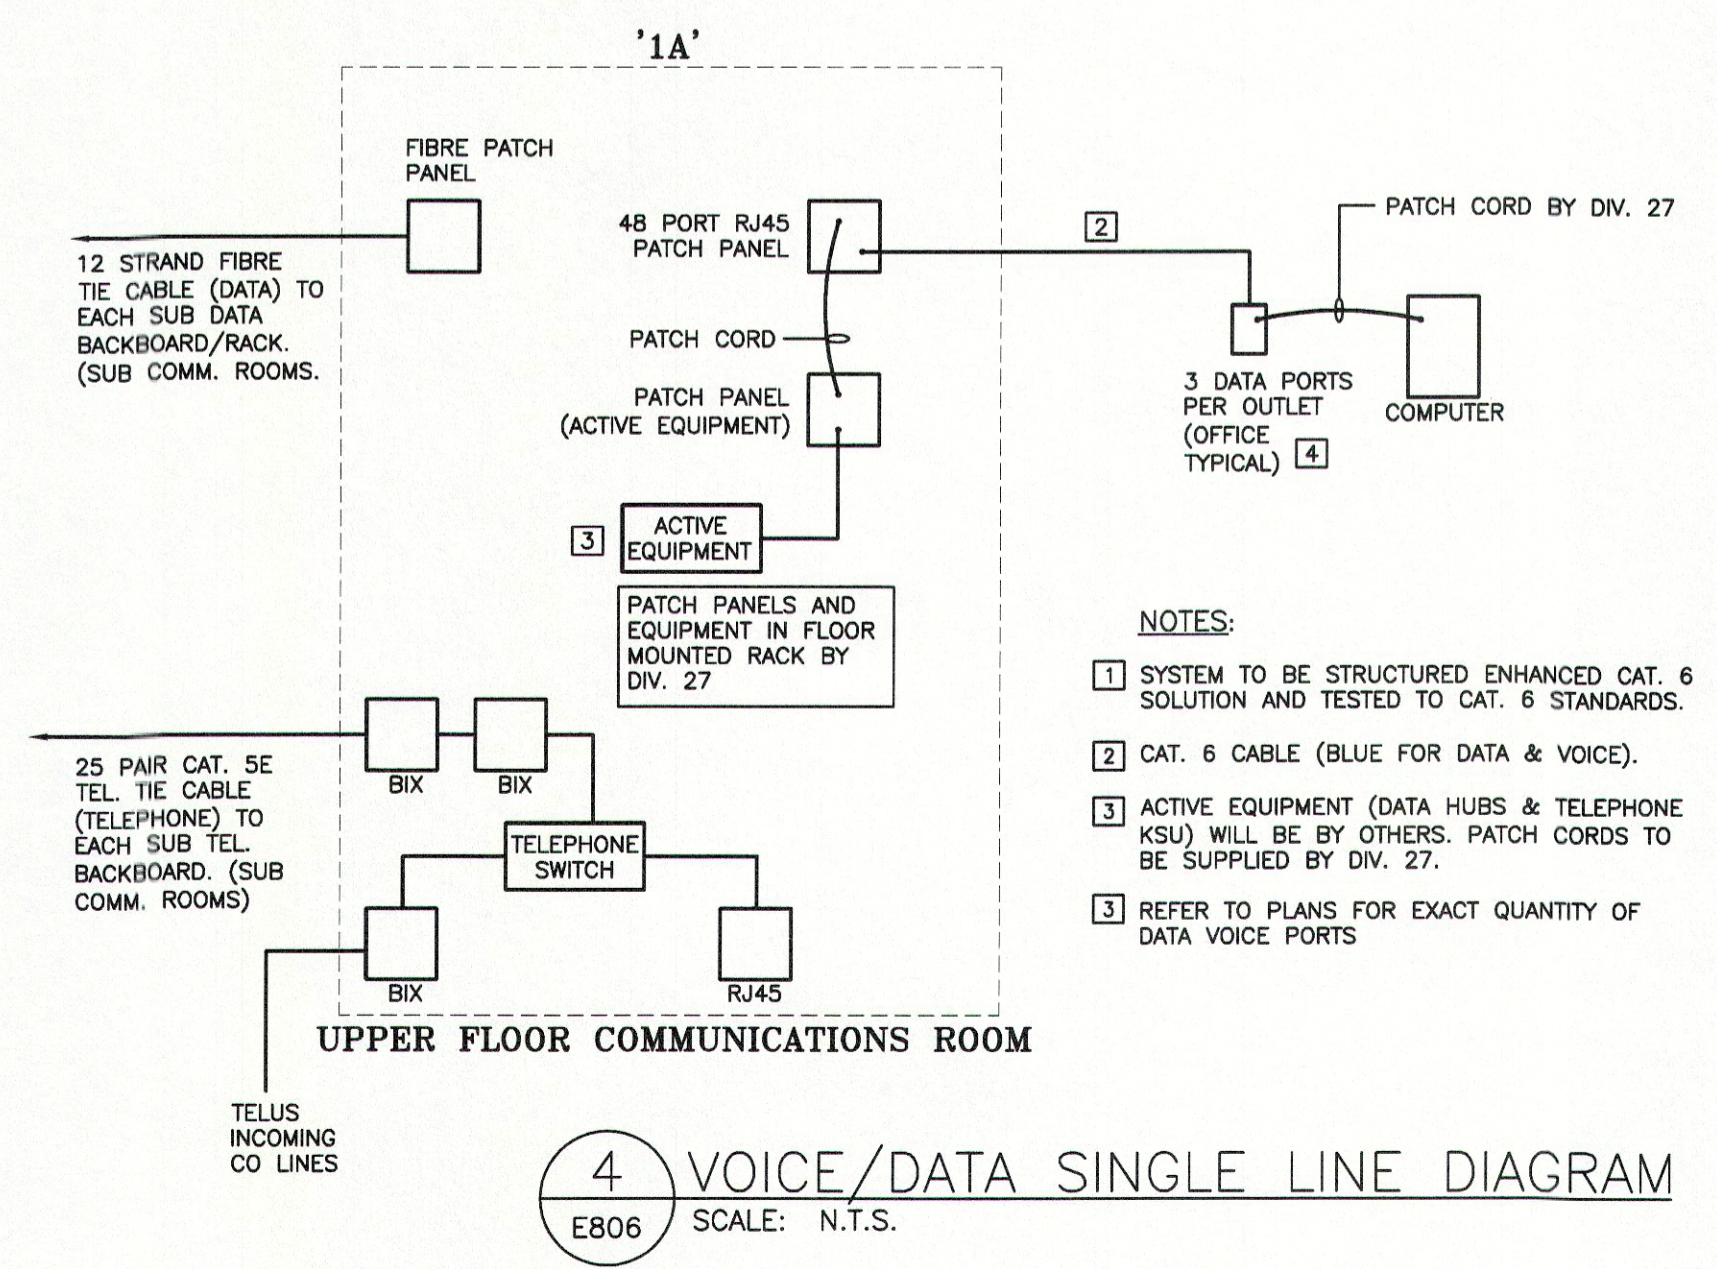 '1A'
FIBRE PATCH
PANEL
12 STRAND FIBRE
TIE CABLE (DATA) TO
EACH SUB DATA
BACKBOARD/RACK.
(SUB COMM. ROOMS.
48 PORT RJ45
PATCH PANEL
2
PATCH CORD BY DIV. 27
PATCH CORD
PATCH PANEL
(ACTIVE EQUIPMENT)
3 DATA PORTS
PER OUTLET
(OFFICE
TYPICAL) 4
COMPUTER
3
ACTIVE
EQUIPMENT
PATCH PANELS AND
EQUIPMENT IN FLOOR
MOUNTED RACK BY
DIV. 27
25 PAIR CAT. 5E
TEL. TIE CABLE
(TELEPHONE) TO
EACH SUB TEL.
BACKBOARD. (SUB
COMM. ROOMS)
BIX
BIX
TELEPHONE
SWITCH
BIX
RJ45
UPPER FLOOR COMMUNICATIONS ROOM
TELUS
INCOMING
CO LINES
NOTES:
1 SYSTEM TO BE STRUCTURED ENHANCED CAT. 6
SOLUTION AND TESTED TO CAT. 6 STANDARDS.
2 CAT. 6 CABLE (BLUE FOR DATA & VOICE).
3 ACTIVE EQUIPMENT (DATA HUBS & TELEPHONE
KSU) WILL BE BY OTHERS. PATCH CORDS TO
BE SUPPLIED BY DIV. 27.
3 REFER TO PLANS FOR EXACT QUANTITY OF
DATA VOICE PORTS
4
E806
VOICE/DATA SINGLE LINE DIAGRAM
SCALE: N.T.S.